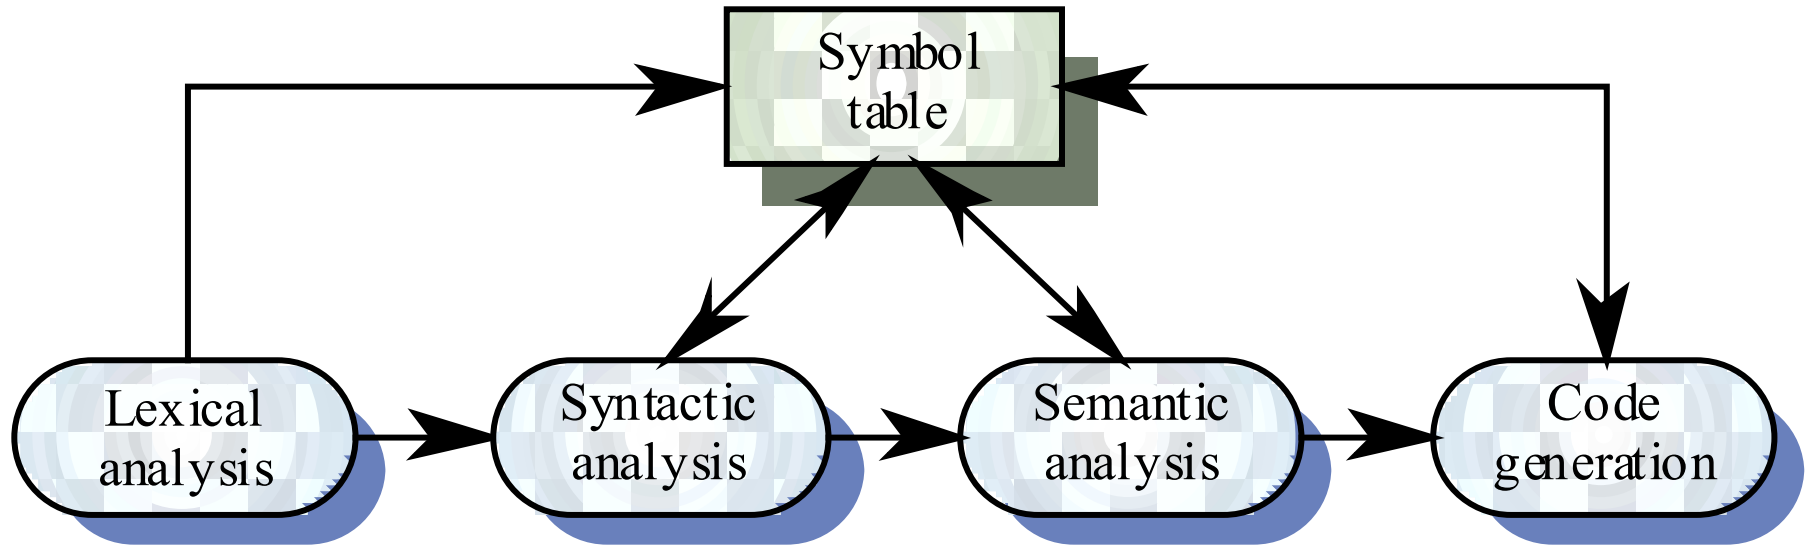 Symbol
table
Lexical
analysis
Syntactic
analysis
Semantic
analysis
Code
generation